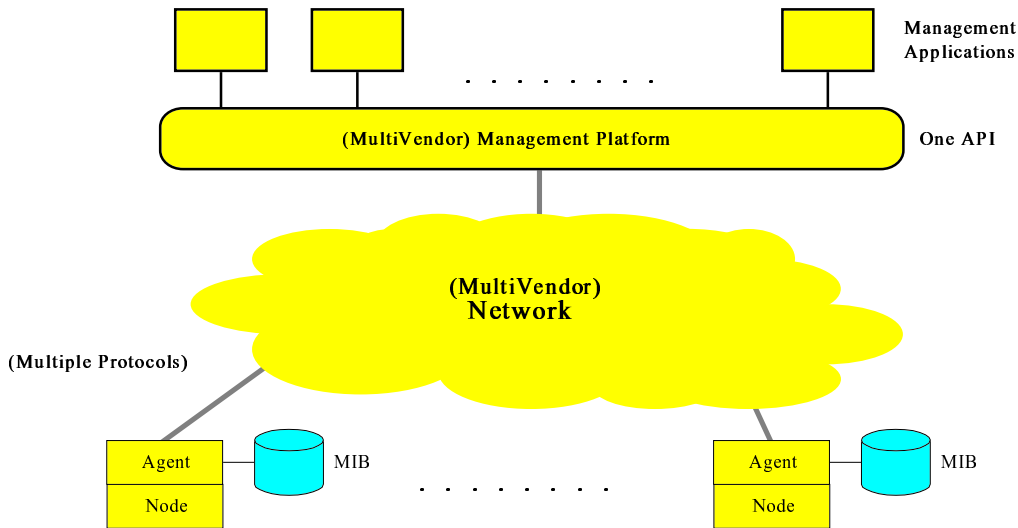 Management
Applications
. . . . . . . .
(MultiVendor) Management Platform
One API
(MultiVendor)
Network
(Multiple Protocols)
Agent
MIB
Agent
MIB
Node
. . . . . . . .
Node